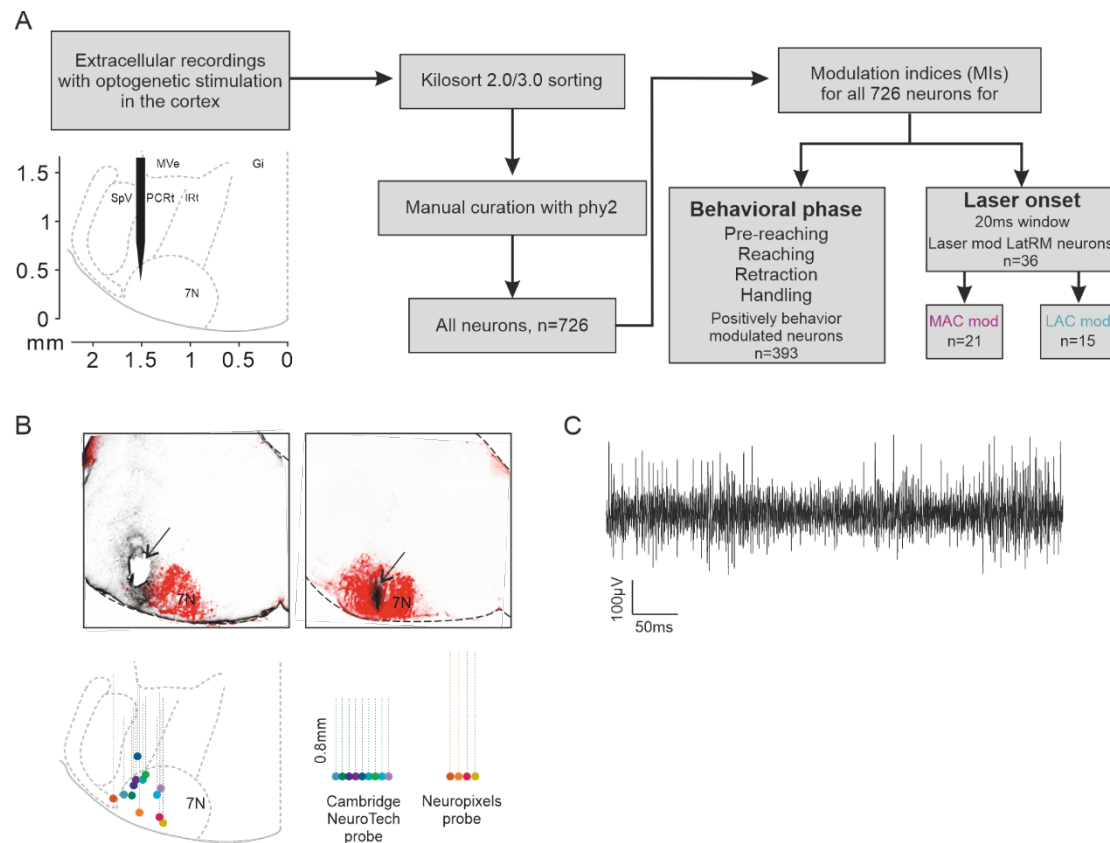 A
Extracellular recordings
with optogenetic stimulation
in the cortex
Kilosort 2.0/3.0 sorting
Manual curation with phy2
All neurons, n=726
Modulation indices (MIs)
for all 726 neurons for
Behavioral phase
Pre-reaching
Reaching
Retraction
Handling
Positively behavior
modulated neurons
n=393
Laser onset
20ms window
Laser mod LatRM neurons
n=36
MAC mod
n=21
LAC mod
n=15
MVe
Gi
SpV
PCRt
IRt
7N
1.5
1
0.5
0
mm
2
1.5
1
0.5
0
B
7N
7N
7N
0.8mm
Cambridge
NeuroTech
probe
Neuropixels
probe
C
100µV
50ms